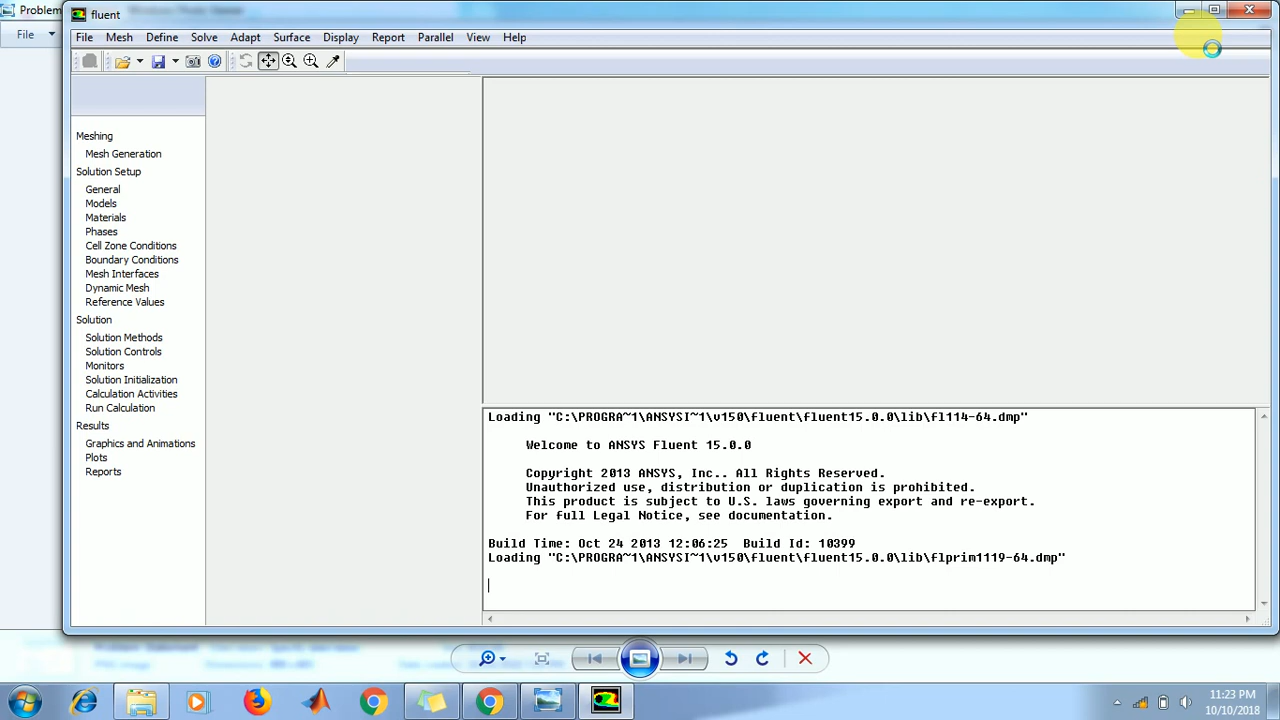 Problem
fluent
File
File Mesh Define Solve Adapt Surface Display Report Parallel View Help
Meshing
Mesh Generation
Solution Setup
General
Models
Materials
Phases
Cell Zone Conditions
Boundary Conditions
Mesh Interfaces
Dynamic Mesh
Reference Values
Solution
Solution Methods
Solution Controls
Monitors
Solution Initialization
Calculation Activities
Run Calculation
Results
Graphics and Animations
Plots
Reports
Loading "C:\PROGRA~1\ANSYSI~1\v150\fluent\fluent15.0.0\lib\fl114-64.dmp"
Welcome to ANSYS Fluent 15.0.0
Copyright 2013 ANSYS, Inc.. All Rights Reserved.
Unauthorized use, distribution or duplication is prohibited.
This product is subject to U.S. laws governing export and re-export.
For full Legal Notice, see documentation.
Build Time: Oct 24 2013 12:06:25 Build Id: 10399
Loading "C:\PROGRA~1\ANSYSI~1\v150\fluent\fluent15.0.0\lib\flprim1119-64.dmp"
11:23 PM
10/10/2018